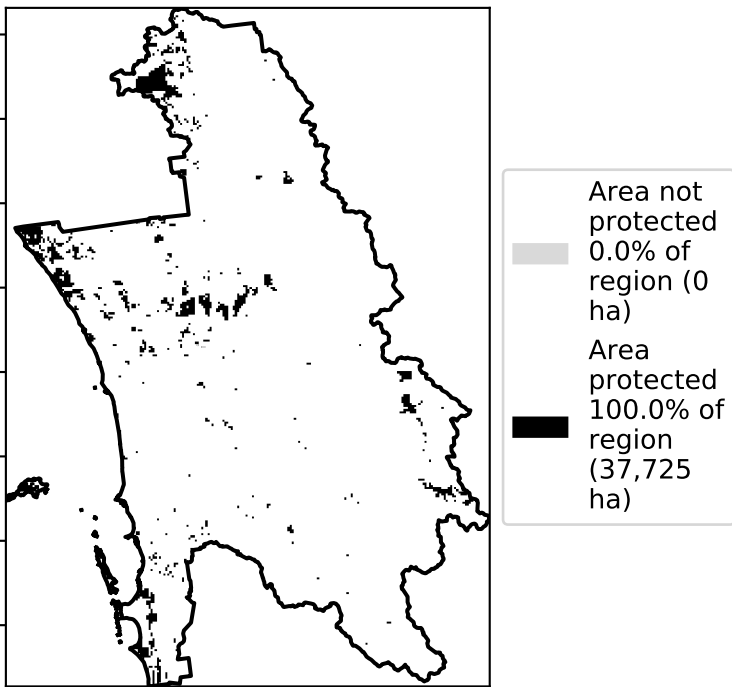 Area not
protected
0.0% of
region (0
ha)
Area
protected
100.0% of
region
(37,725
ha)